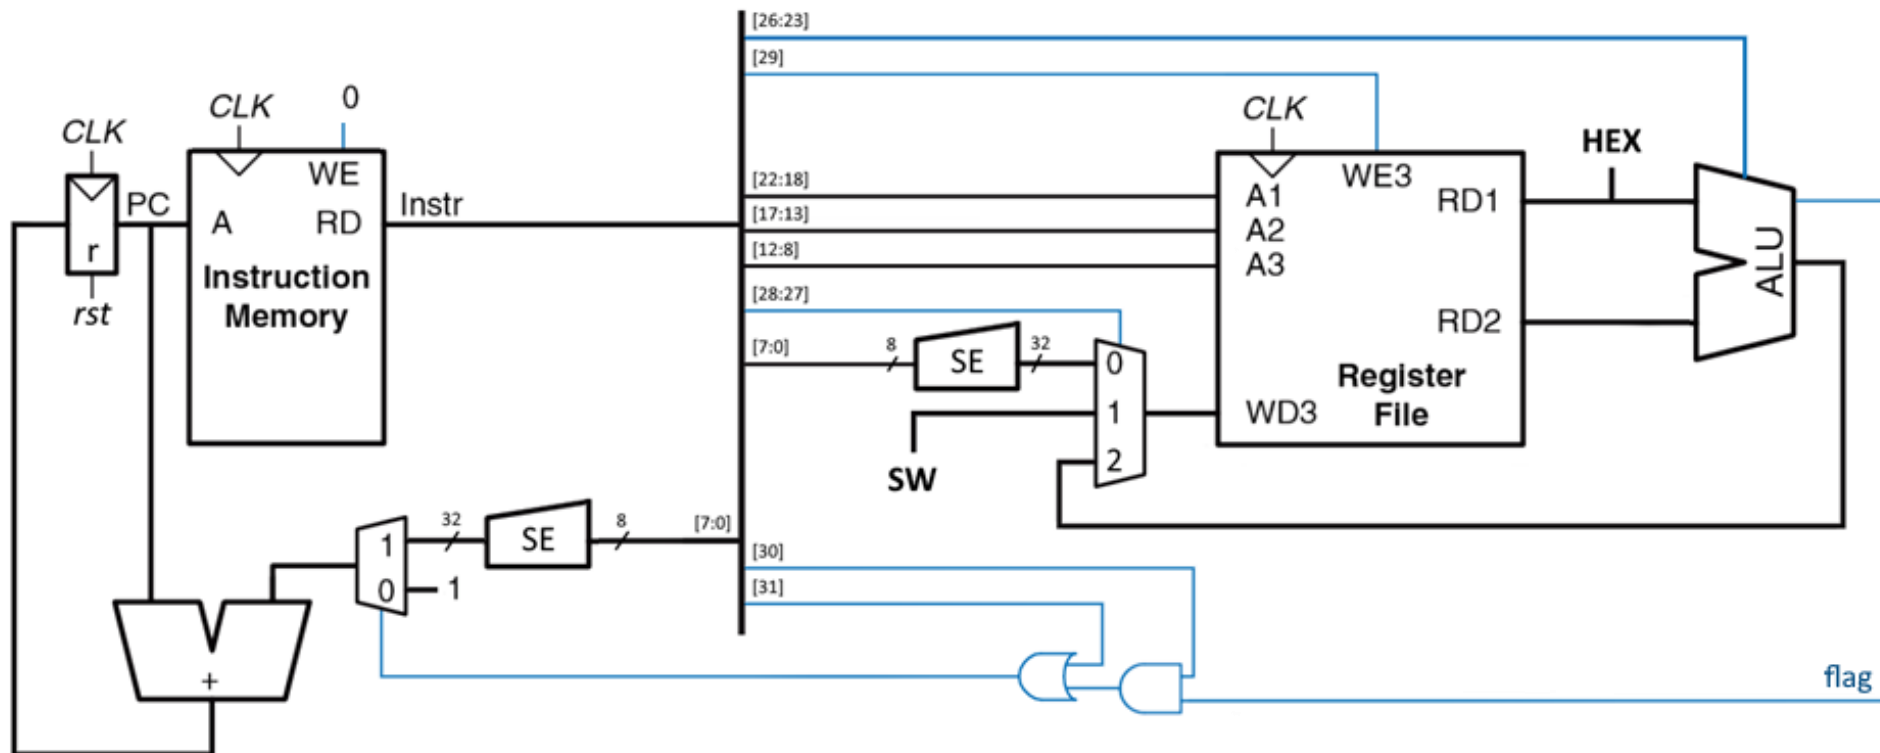 [26:23]
[29]
0
CLK
CLK
CLK
HEX
WE
WE3
[22:18]
PC
A
RD
Instr
A1
RD1
[17:13]
A2
r
Instruction
Memory
[12:8]
A3
ALU
rst
[28:27]
RD2
[7:0]
8
SE
32
0
Register
File
1
WD3
2
SW
1
32
SE
8
[7:0]
[30]
0
1
[31]
+
flag